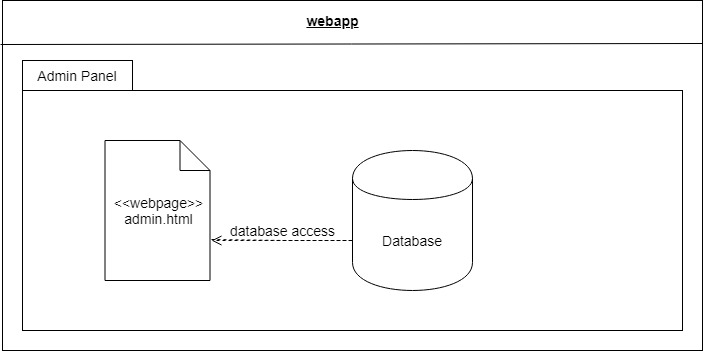 webapp
Admin Panel
<<webpage>>
admin.html
database access
Database